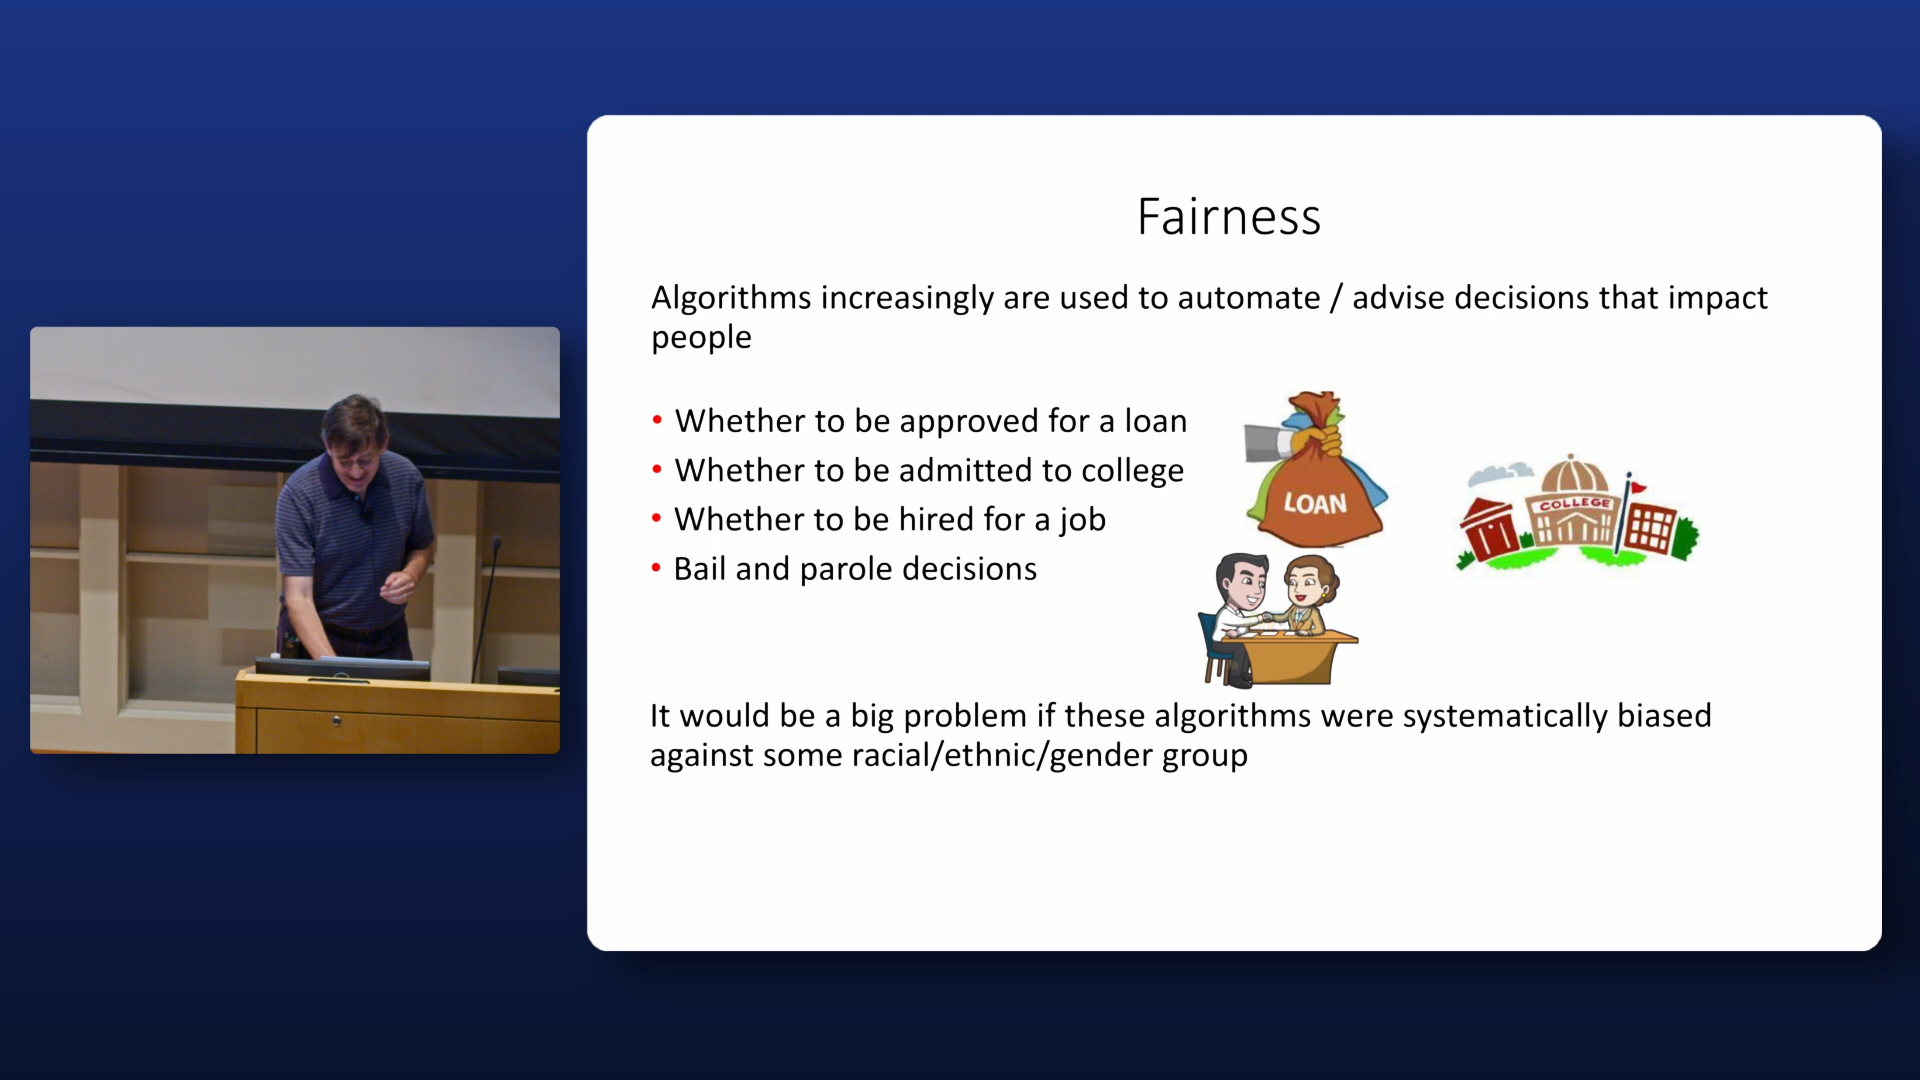 Fairness
Algorithms increasingly are used to automate / advise decisions that impact
people
• Whether to be approved for a loan
• Whether to be admitted to college
• Whether to be hired for a job
• Bail and parole decisions
LOAN
COLLEGE
It would be a big problem if these algorithms were systematically biased
against some racial/ethnic/gender group